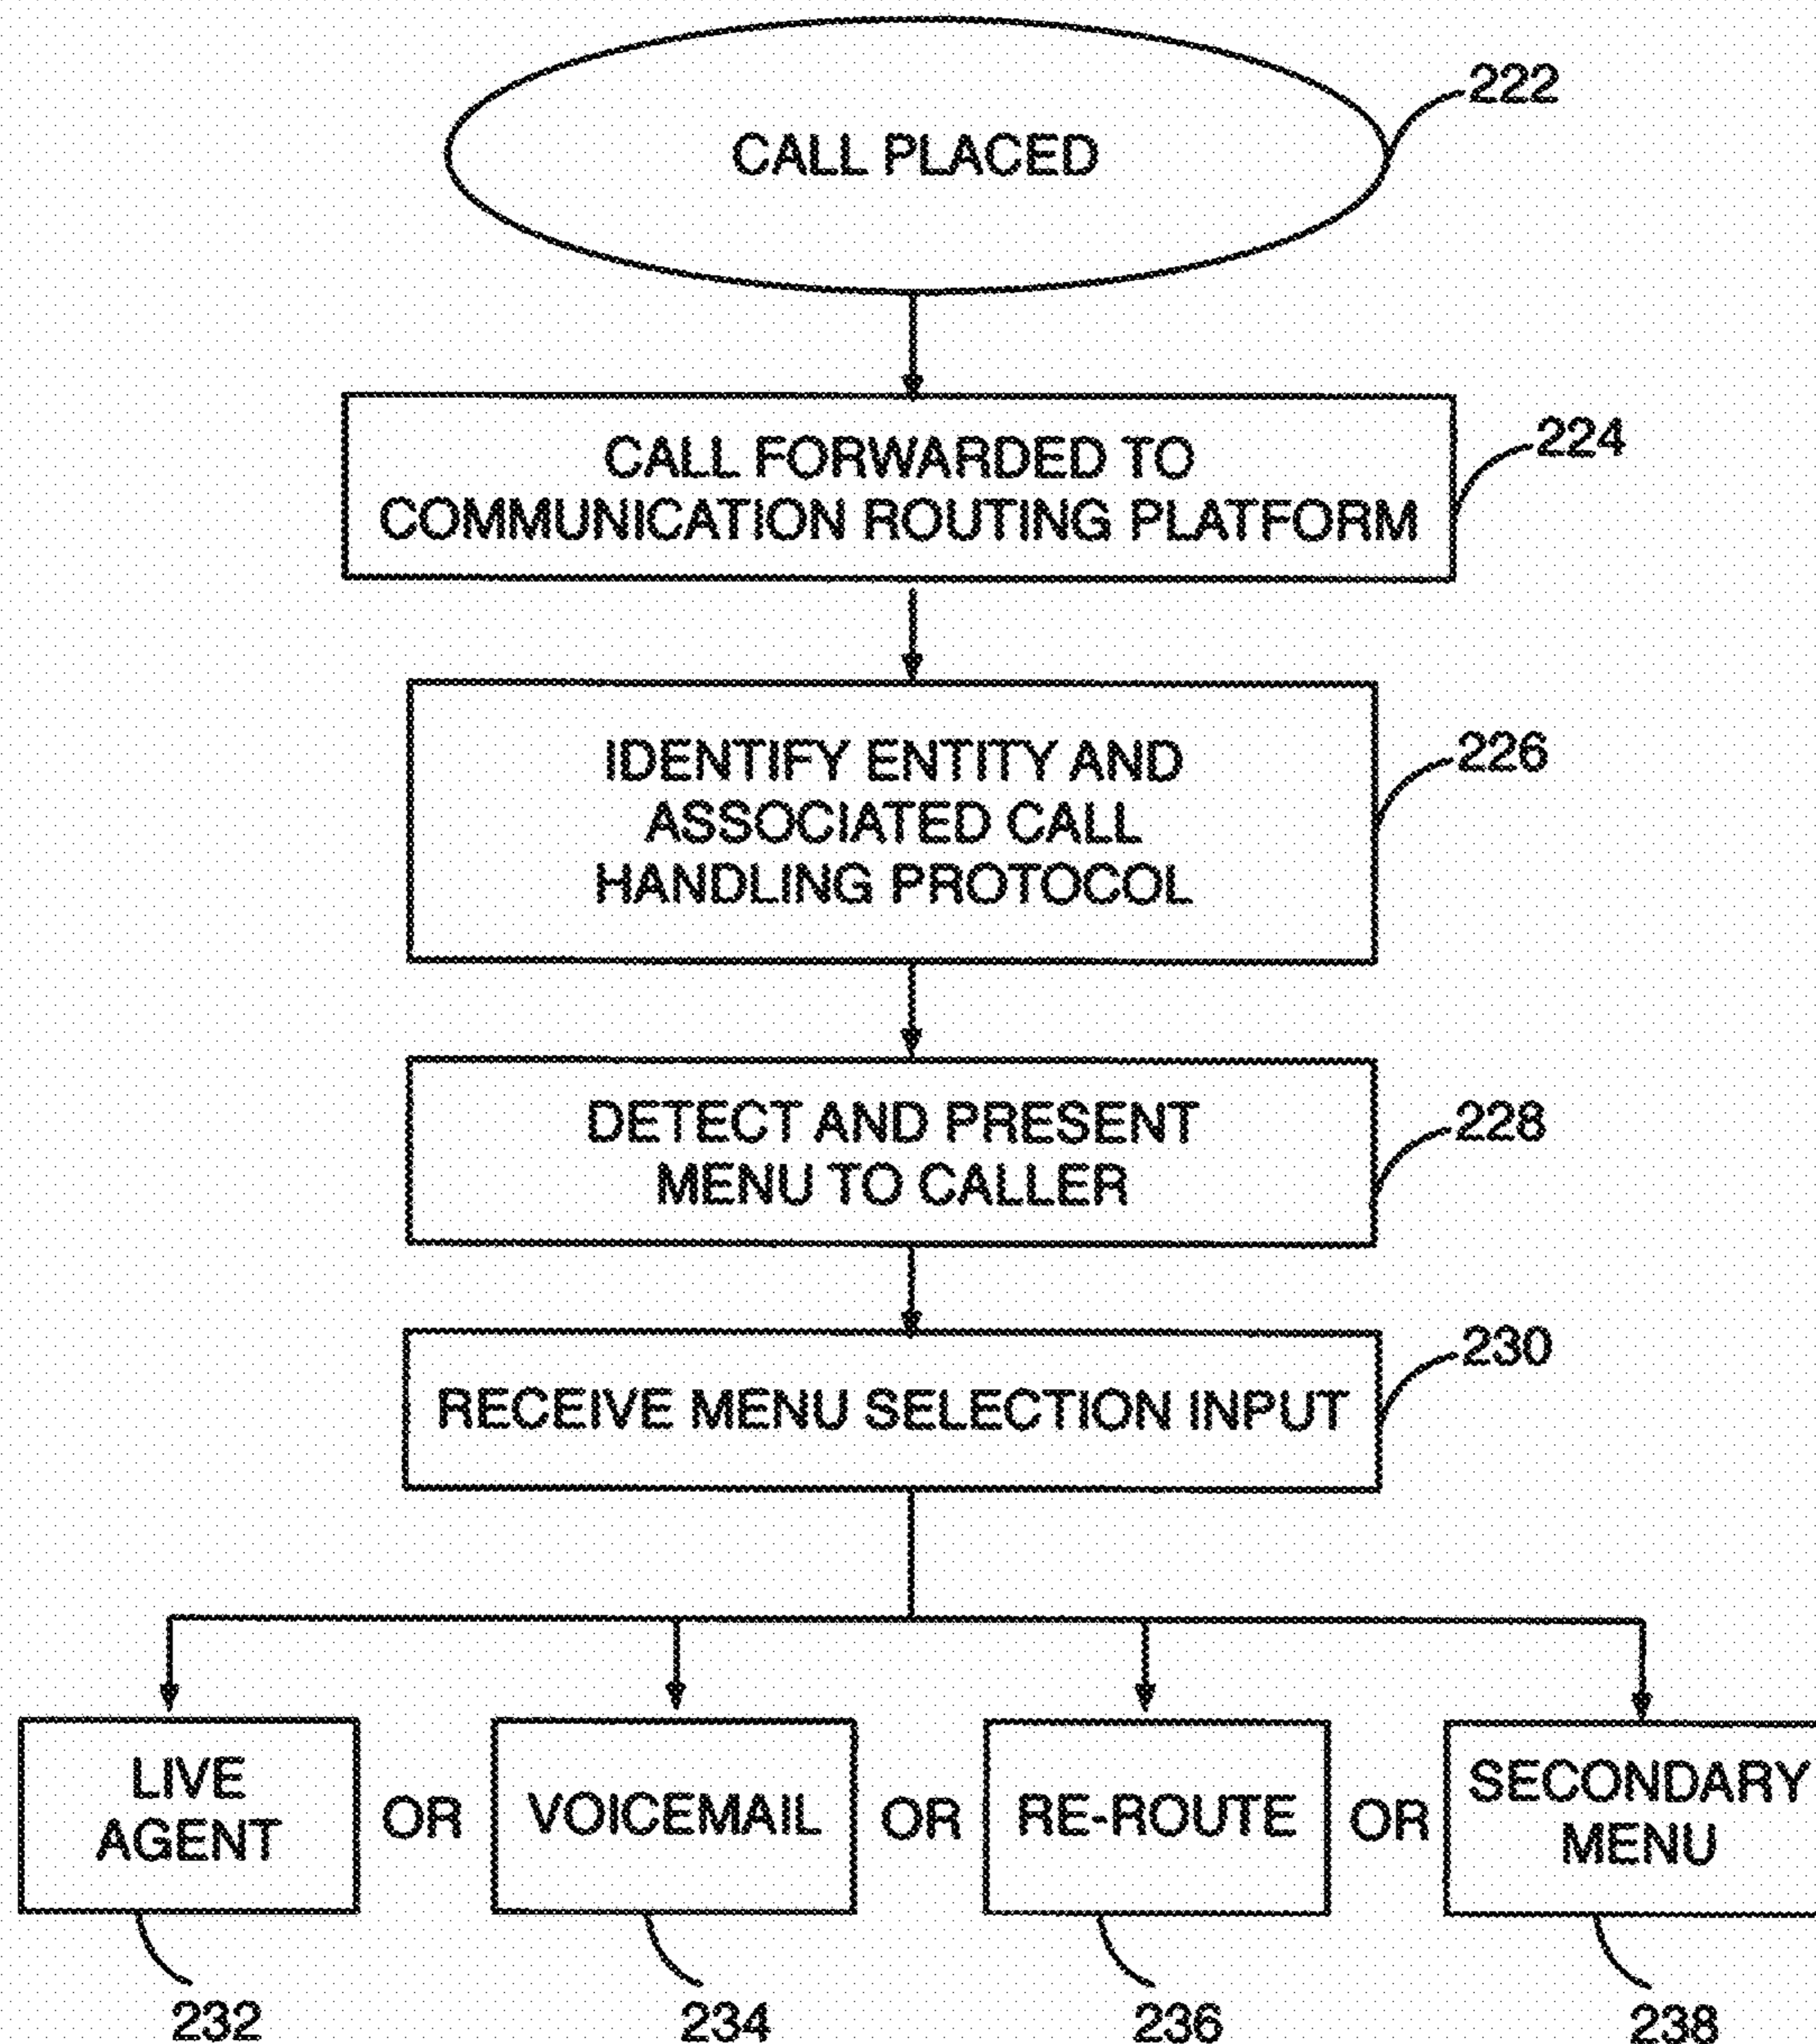 CALL PLACED
222
CALL FORWARDED TO
COMMUNICATION ROUTING PLATFORM
224
IDENTIFY ENTITY AND
ASSOCIATED CALL
HANDLING PROTOCOL
226
DETECT AND PRESENT
MENU TO CALLER
228
RECEIVE MENU SELECTION INPUT
230
LIVE
AGENT
OR
VOICEMAIL
OR
RE-ROUTE
OR
SECONDARY
MENU
232
234
236
238